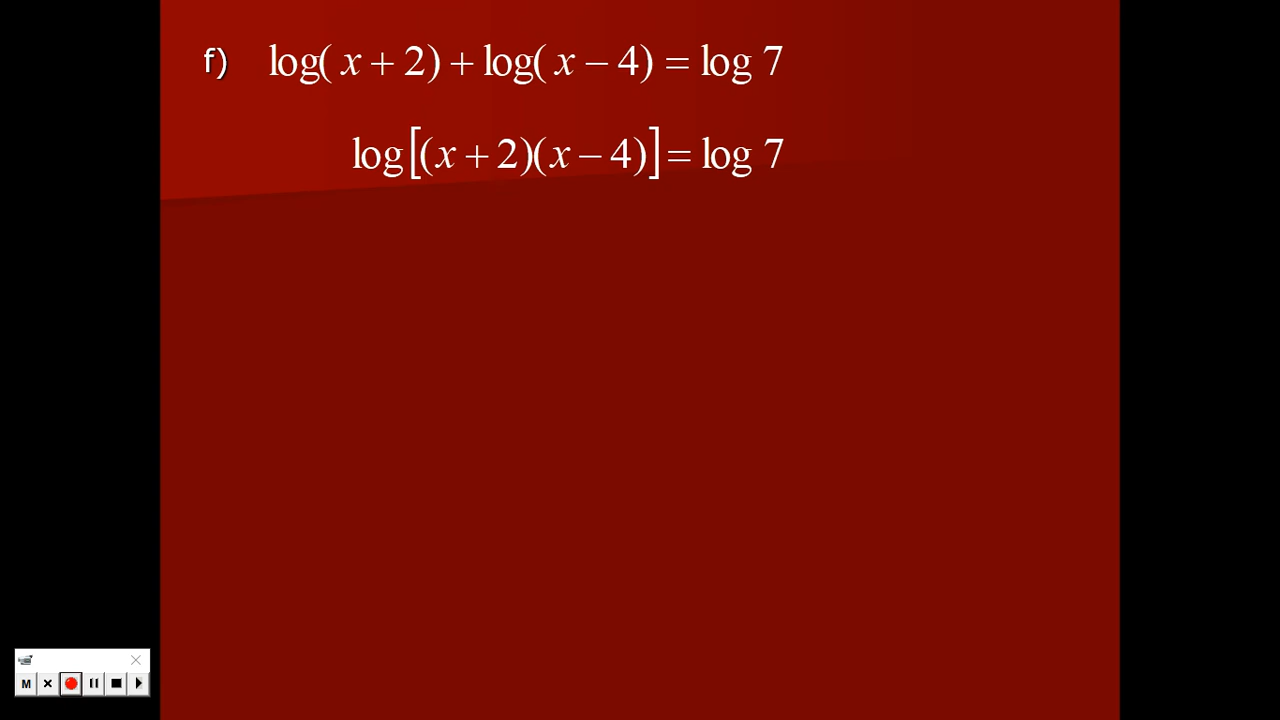 f) log( x + 2) + log( x − 4) = log 7
log[(x + 2)(x − 4)] = log 7
M